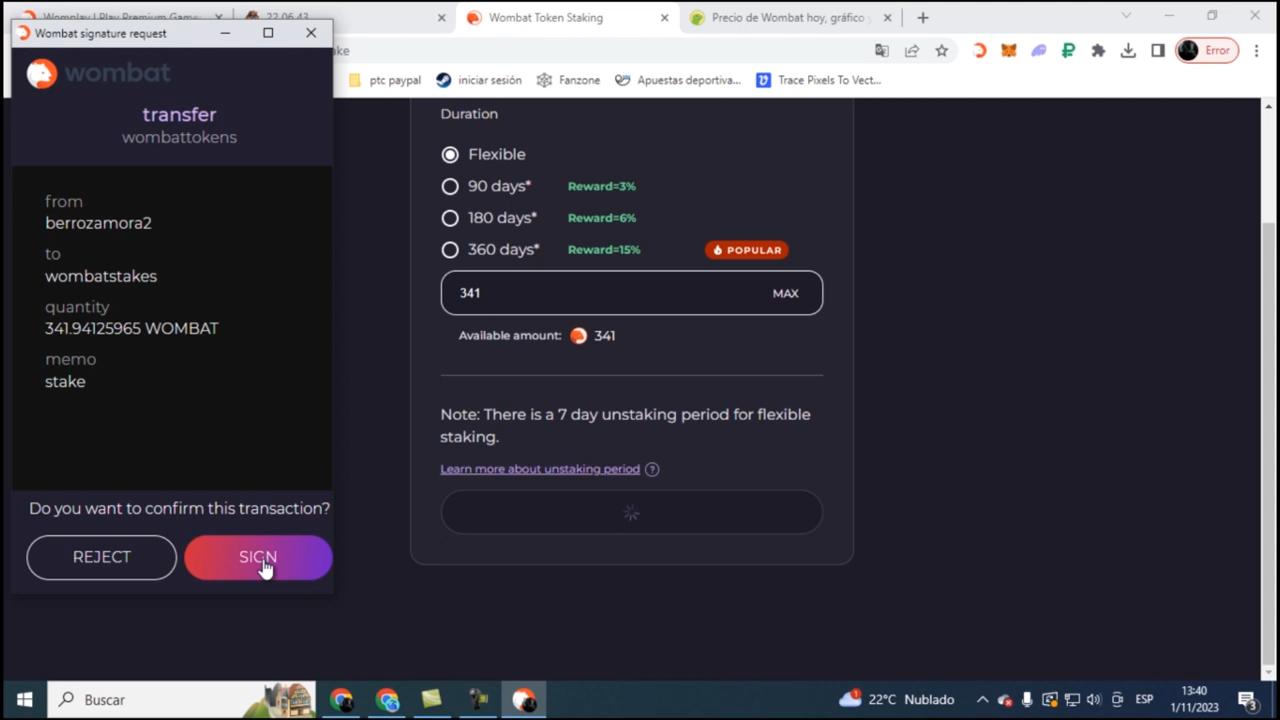 Womplay | Play Premium Gamv
22.06.43
Wombat Token Staking
Precio de Wombat hoy, gráfico y
Wombat signature request
ake
Error
ptc paypal
iniciar sesión
Fanzone
Apuestas deportiva...
Trace Pixels To Vect...
wombat
transfer
wombattokens
from
berrozamora2
to
wombatstakes
quantity
341.94125965 WOMBAT
memo
stake
Do you want to confirm this transaction?
REJECT
SIGN
Duration
Flexible
90 days* Reward=3%
180 days* Reward=6%
360 days* Reward=15% POPULAR
341 MAX
Available amount: 341
Note: There is a 7 day unstaking period for flexible
staking.
Learn more about unstaking period ?
Buscar
22°C Nublado
ESP
13:40
1/11/2023
3